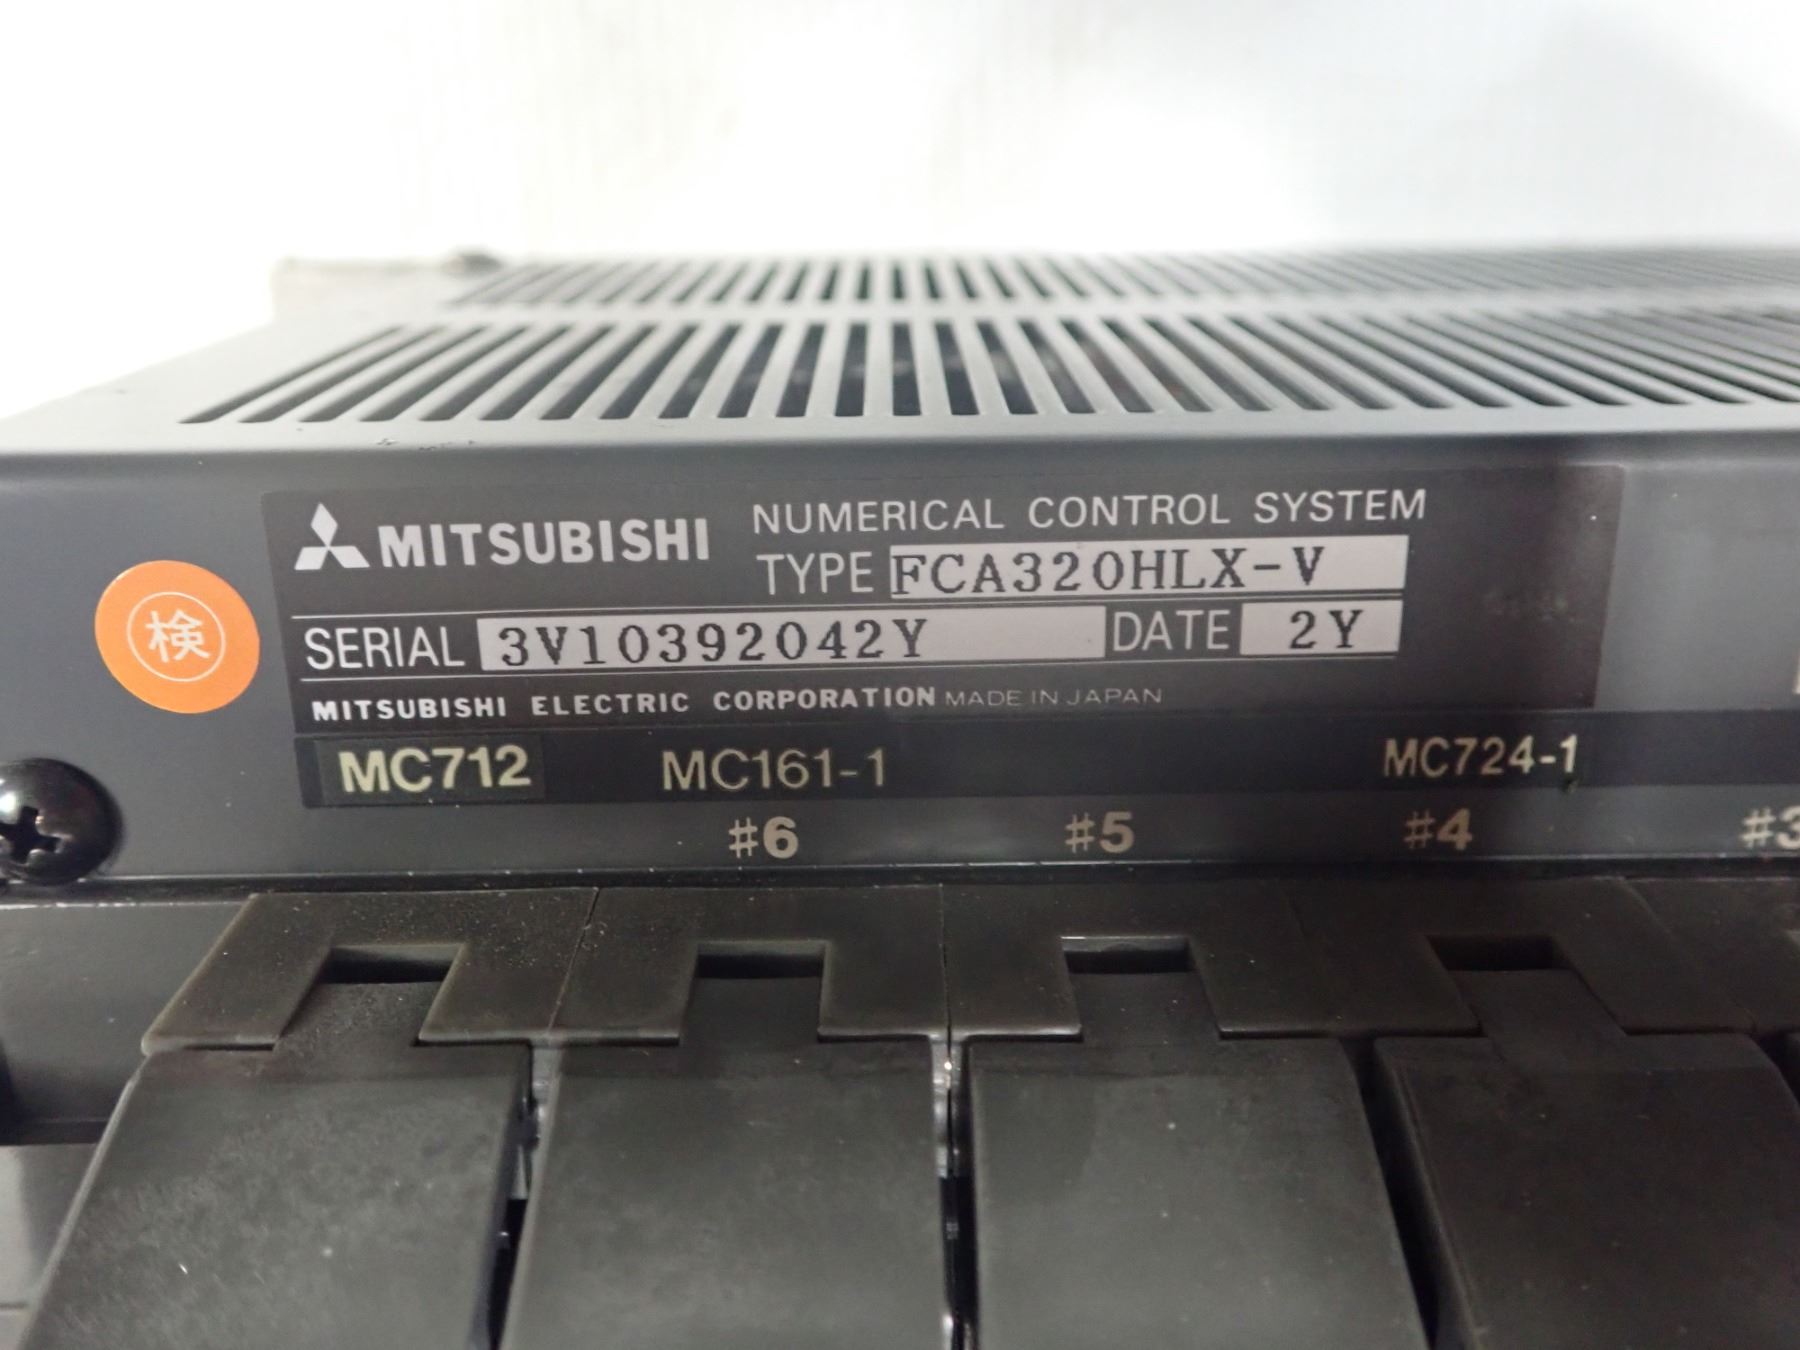 MITSUBISHI
NUMERICAL CONTROL SYSTEM
TYPE FCA320HLX-V
SERIAL 3V10392042Y DATE 2Y
MITSUBISHI ELECTRIC CORPORATION MADE IN JAPAN
検
MC712 MC161-1 MC724-1
#6 #5 #4 #3